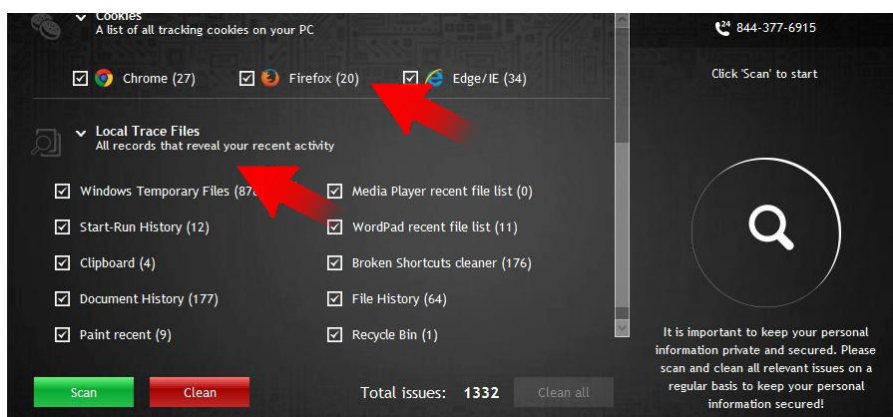 Cookies
A list of all tracking cookies on your PC
Chrome (27)
Firefox (20)
Edge/IE (34)
Local Trace Files
All records that reveal your recent activity
Windows Temporary Files
Media Player recent file list (0)
Start-Run History (12)
WordPad recent file list (11)
Clipboard (4)
Broken Shortcuts cleaner (176)
Document History (177)
File History (64)
Paint recent (9)
Recycle Bin (1)
Scan
Clean
Total issues: 1332
Clean all
24 844-377-6915
Click 'Scan' to start
It is important to keep your personal
information private and secured. Please
scan and clean all relevant issues on a
regular basis to keep your personal
information secured!